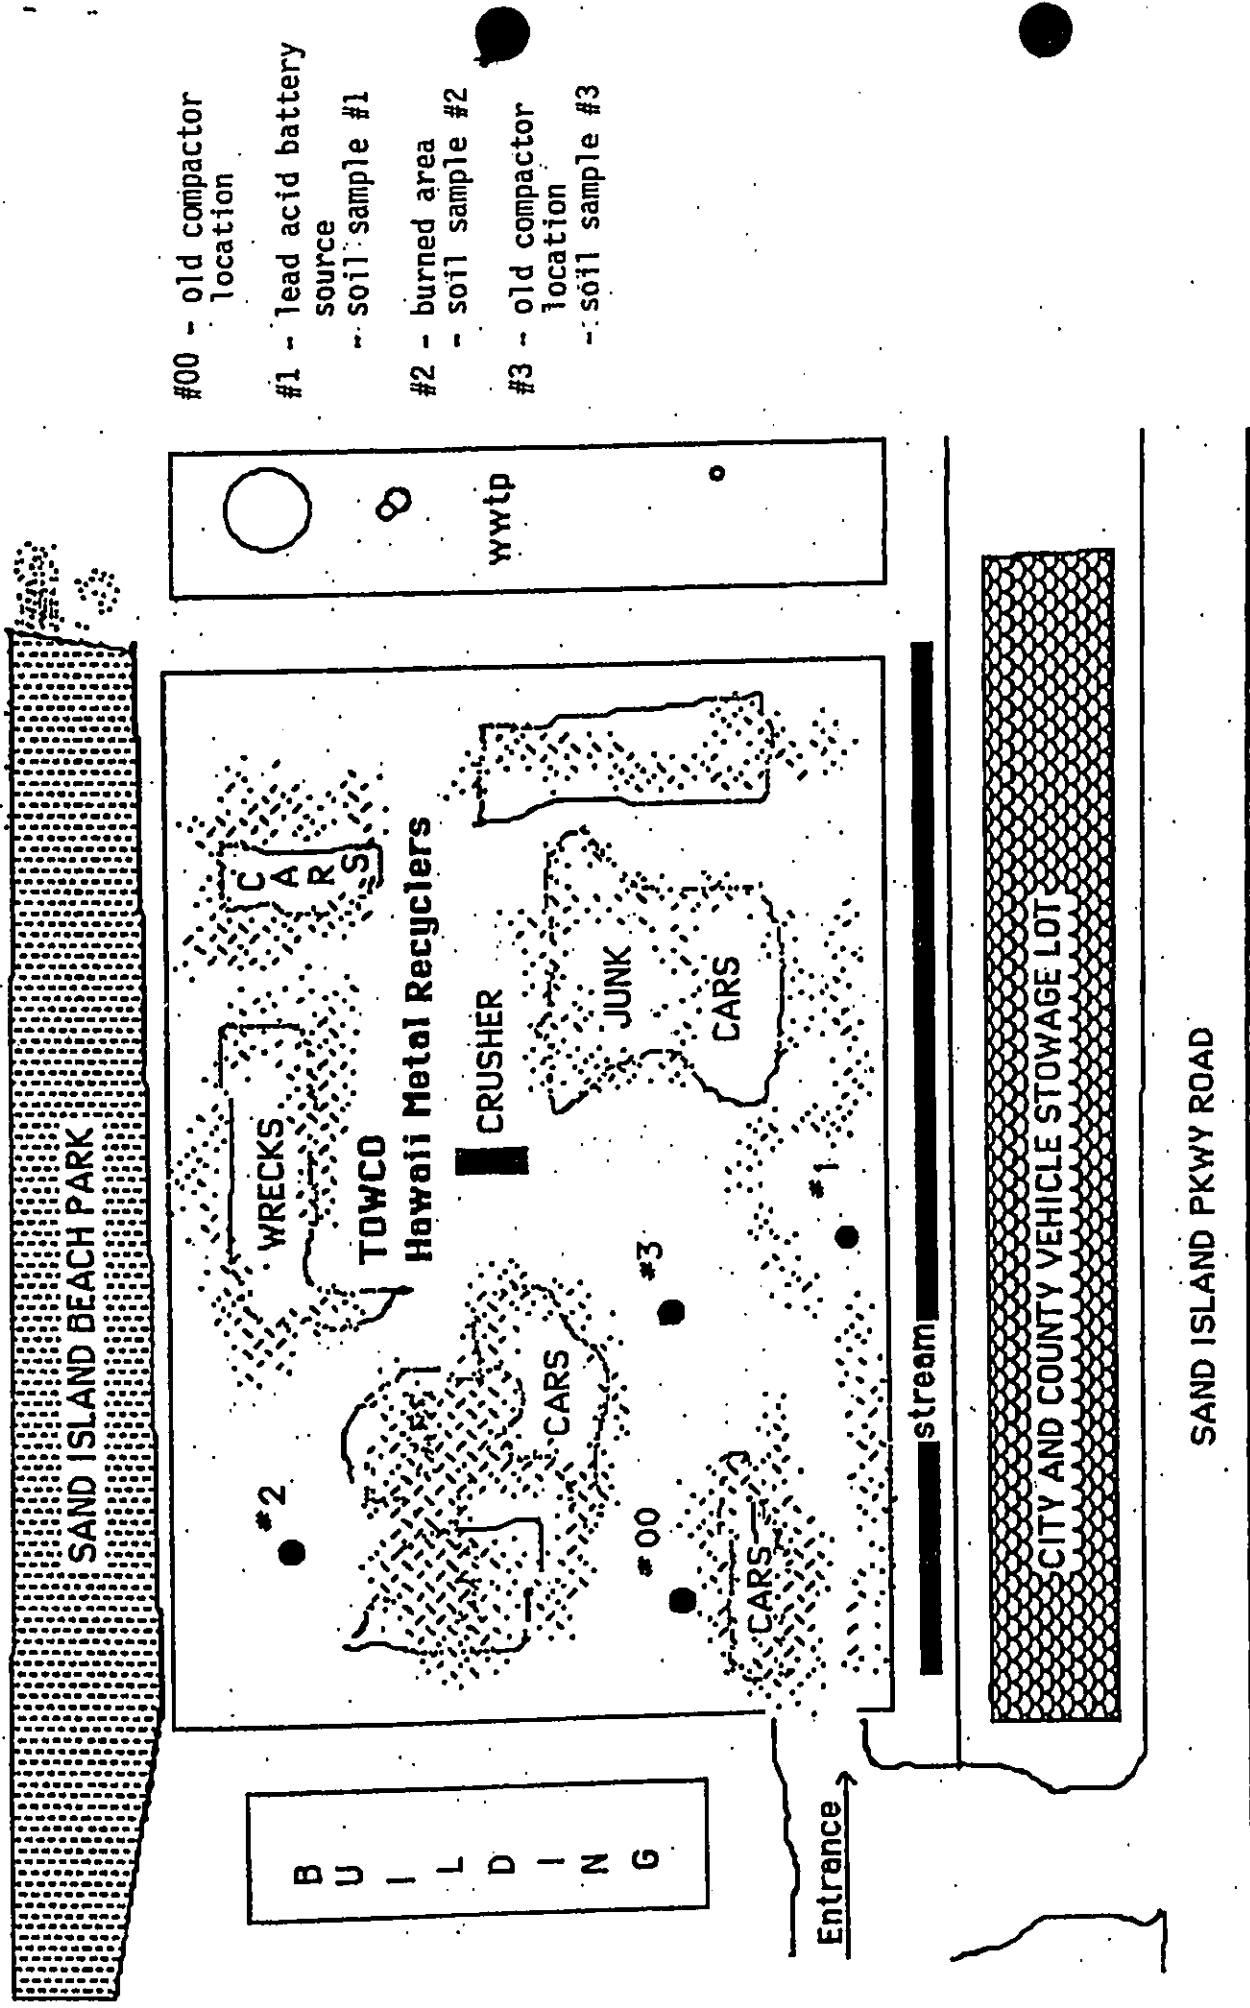 SAND ISLAND BEACH PARK
B U I L D I N G
#2
WRECKS
C A R S
TOWCO
Hawaii Metal Recyclers
CRUSHER
CARS
JUNK
CARS
#3
#00
CARS
#1
Entrance
stream
wwtp
CITY AND COUNTY VEHICLE STOWAGE LOT
SAND ISLAND PKWY ROAD
#00 - old compactor
location
#1 - lead acid battery
source
- soil sample #1
#2 - burned area
- soil sample #2
#3 - old compactor
location
- soil sample #3